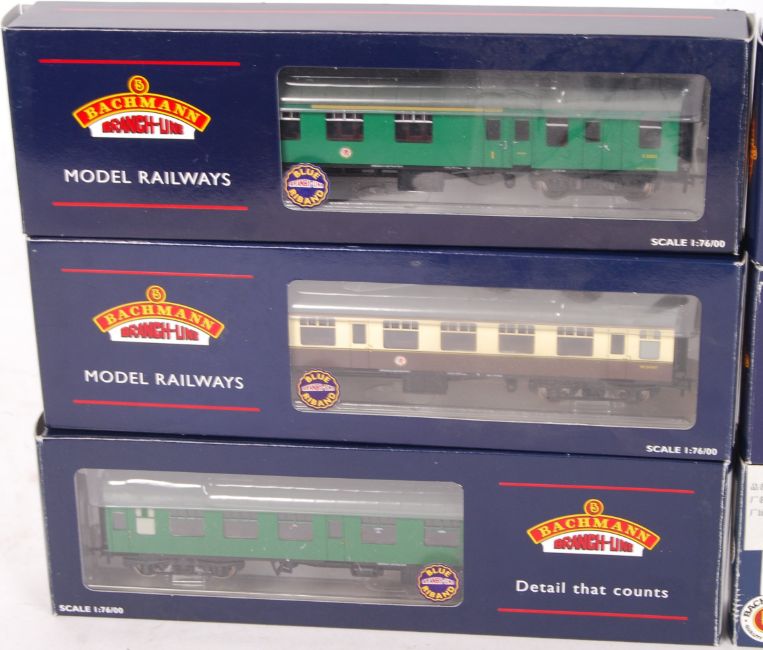 BACHMANN
BRANCH-LINE
MODEL RAILWAYS
BLUE
RIBAND
SCALE 1:76/00
BACHMANN
BRANCH-LINE
MODEL RAILWAYS
BLUE
RIBAND
SCALE 1:76/00
BLUE
RIBAND
SCALE 1:76/00
BACHMANN
BRANCH-LINE
Detail that counts